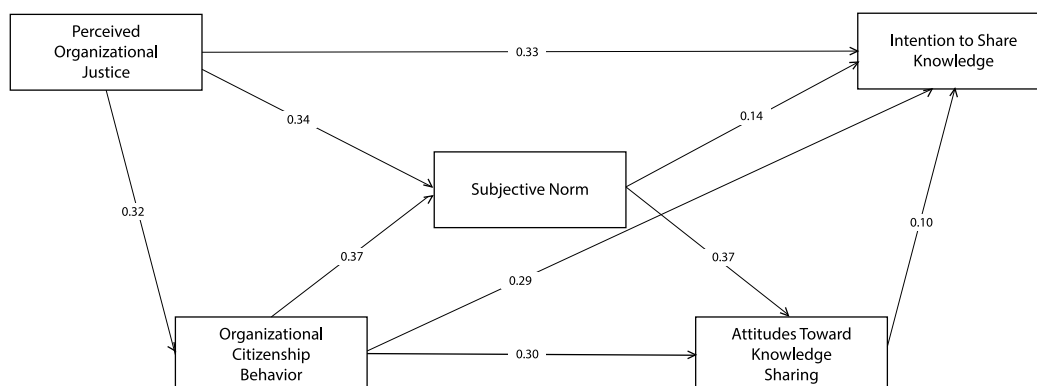 Perceived
Organizational
Justice
0.33
Intention to Share
Knowledge
0.34
0.14
Subjective Norm
0.32
0.10
0.37
0.37
0.29
Organizational
Citizenship
Behavior
0.30
Attitudes Toward
Knowledge
Sharing